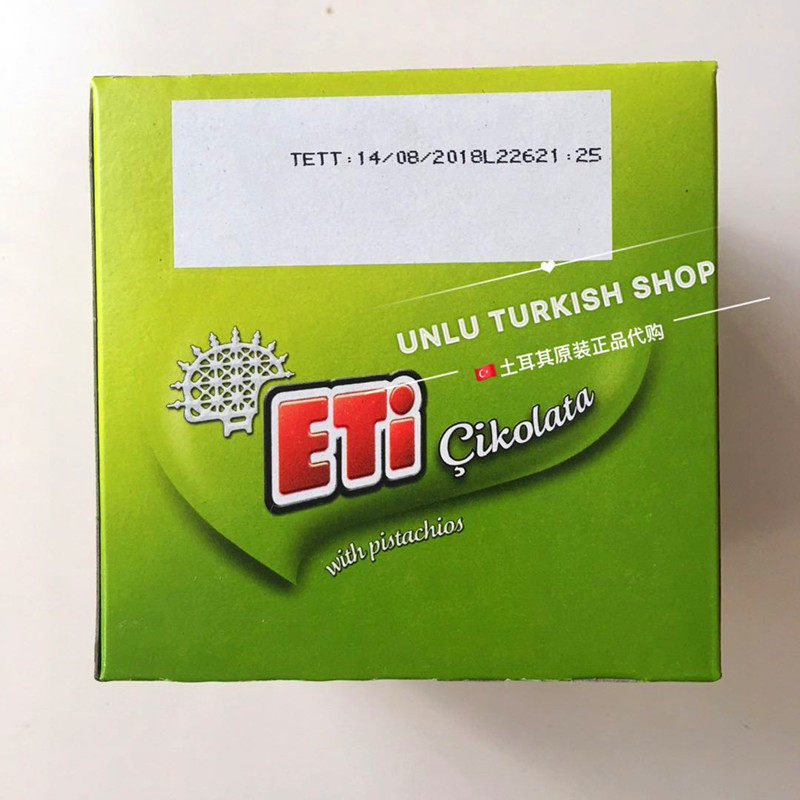 TETT:14/08/2018L22621:25
UNLU TURKISH SHOP
🇹🇷土耳其原装正品代购
ETi Çikolata
with pistachios